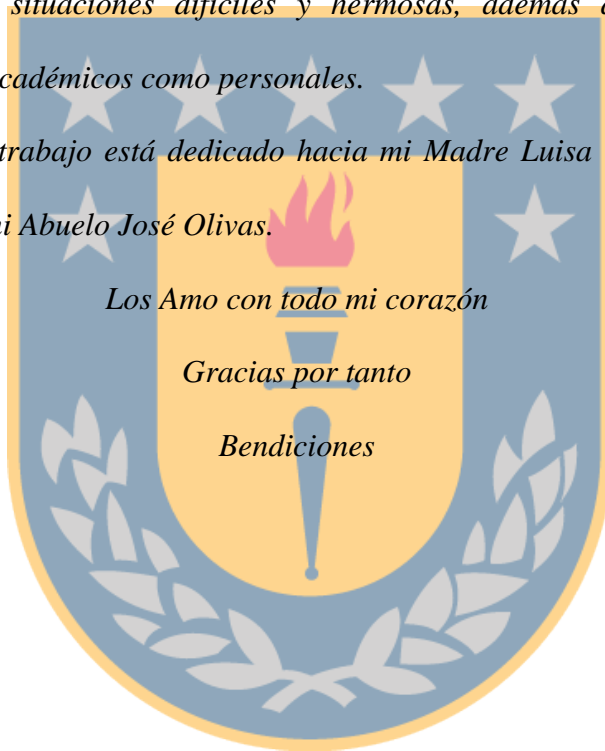 situaciones difíciles y hermosas, además
cadémicos como personales.
trabajo está dedicado hacia mi Madre Luisa
i Abuelo José Olivas.
Los Amo con todo mi corazón
Gracias por tanto
Bendiciones